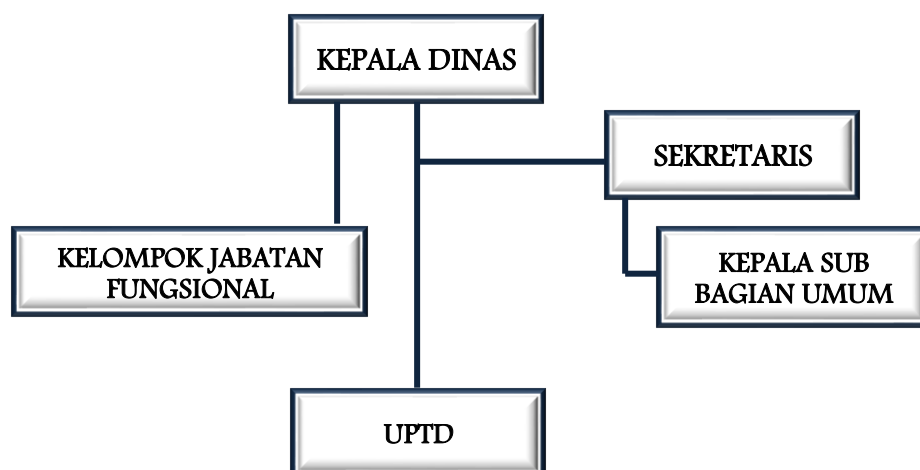 KEPALA DINAS
SEKRETARIS
KELOMPOK JABATAN
FUNGSIONAL
KEPALA SUB
BAGIAN UMUM
UPTD